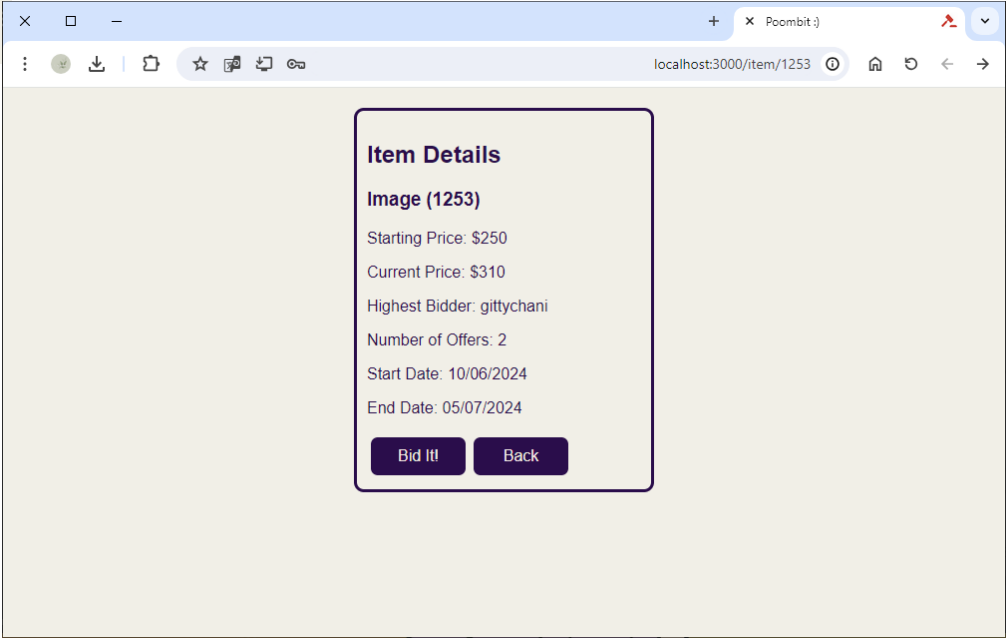 Poombit :)
localhost:3000/item/1253
Item Details
Image (1253)
Starting Price: $250
Current Price: $310
Highest Bidder: gittychani
Number of Offers: 2
Start Date: 10/06/2024
End Date: 05/07/2024
Bid It! Back